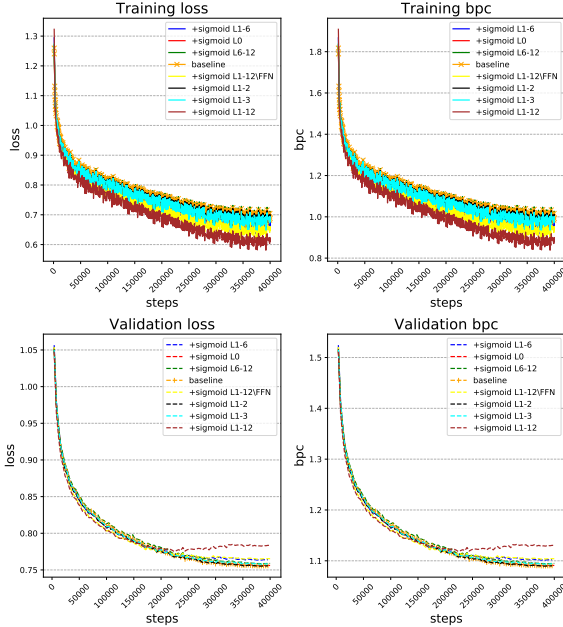 Training loss
loss
1.3
1.2
1.1
1.0
0.9
0.8
0.7
0.6
+sigmoid L1-6
+sigmoid L0
+sigmoid L6-12
baseline
+sigmoid L1-12\FFN
+sigmoid L1-2
+sigmoid L1-3
+sigmoid L1-12
0
50000
100000
150000
200000
250000
300000
350000
400000
steps
Training bpc
bpc
1.8
1.6
1.4
1.2
1.0
0.8
+sigmoid L1-6
+sigmoid L0
+sigmoid L6-12
baseline
+sigmoid L1-12\FFN
+sigmoid L1-2
+sigmoid L1-3
+sigmoid L1-12
0
50000
100000
150000
200000
250000
300000
350000
400000
steps
Validation loss
loss
1.05
1.00
0.95
0.90
0.85
0.80
0.75
+sigmoid L1-6
+sigmoid L0
+sigmoid L6-12
baseline
+sigmoid L1-12\FFN
+sigmoid L1-2
+sigmoid L1-3
+sigmoid L1-12
0
50000
100000
150000
200000
250000
300000
350000
400000
steps
Validation bpc
bpc
1.5
1.4
1.3
1.2
1.1
+sigmoid L1-6
+sigmoid L0
+sigmoid L6-12
baseline
+sigmoid L1-12\FFN
+sigmoid L1-2
+sigmoid L1-3
+sigmoid L1-12
0
50000
100000
150000
200000
250000
300000
350000
400000
steps